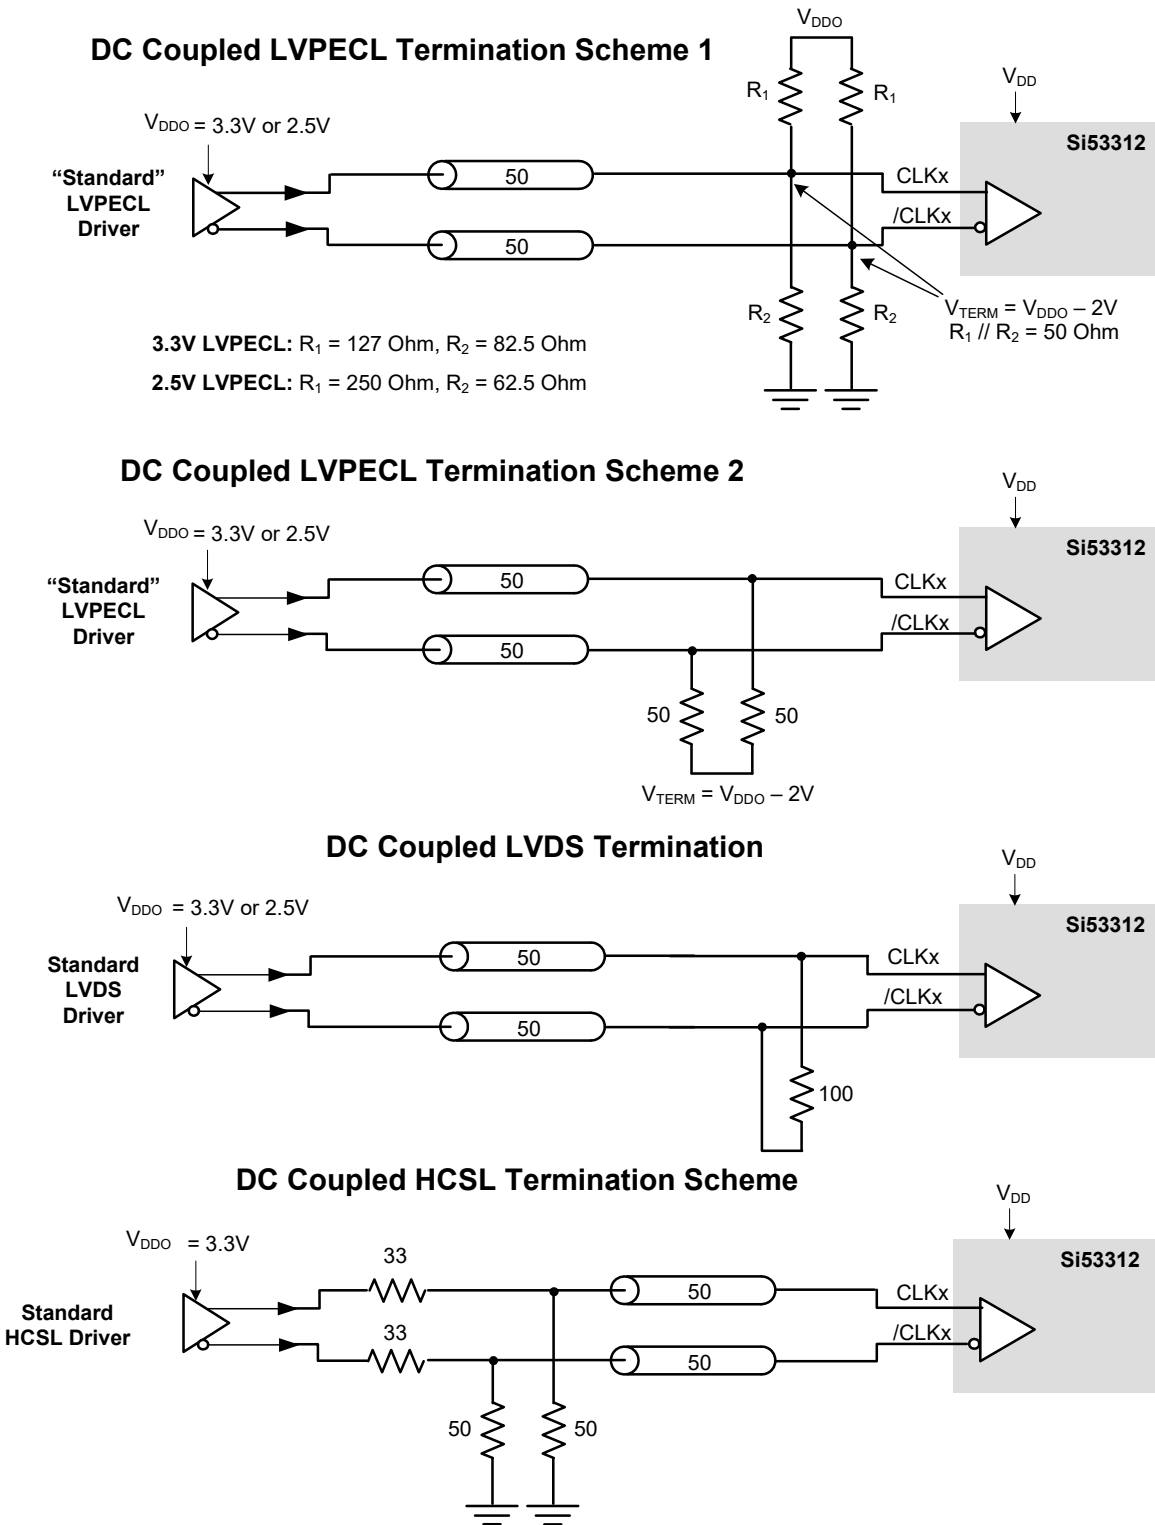 DC Coupled LVPECL Termination Scheme 1
VDDO
R1
R1
VDD
Si53312
VDDO = 3.3V or 2.5V
“Standard”
LVPECL
Driver
50
50
CLKx
/CLKx
R2
R2
VTERM = VDDO – 2V
R1 // R2 = 50 Ohm
3.3V LVPECL: R1 = 127 Ohm, R2 = 82.5 Ohm
2.5V LVPECL: R1 = 250 Ohm, R2 = 62.5 Ohm
DC Coupled LVPECL Termination Scheme 2
VDD
Si53312
VDDO = 3.3V or 2.5V
“Standard”
LVPECL
Driver
50
50
CLKx
/CLKx
50
50
VTERM = VDDO – 2V
DC Coupled LVDS Termination
VDD
Si53312
VDDO = 3.3V or 2.5V
Standard
LVDS
Driver
50
50
CLKx
/CLKx
100
DC Coupled HCSL Termination Scheme
VDD
Si53312
VDDO = 3.3V
Standard
HCSL Driver
33
33
50
50
CLKx
/CLKx
50
50